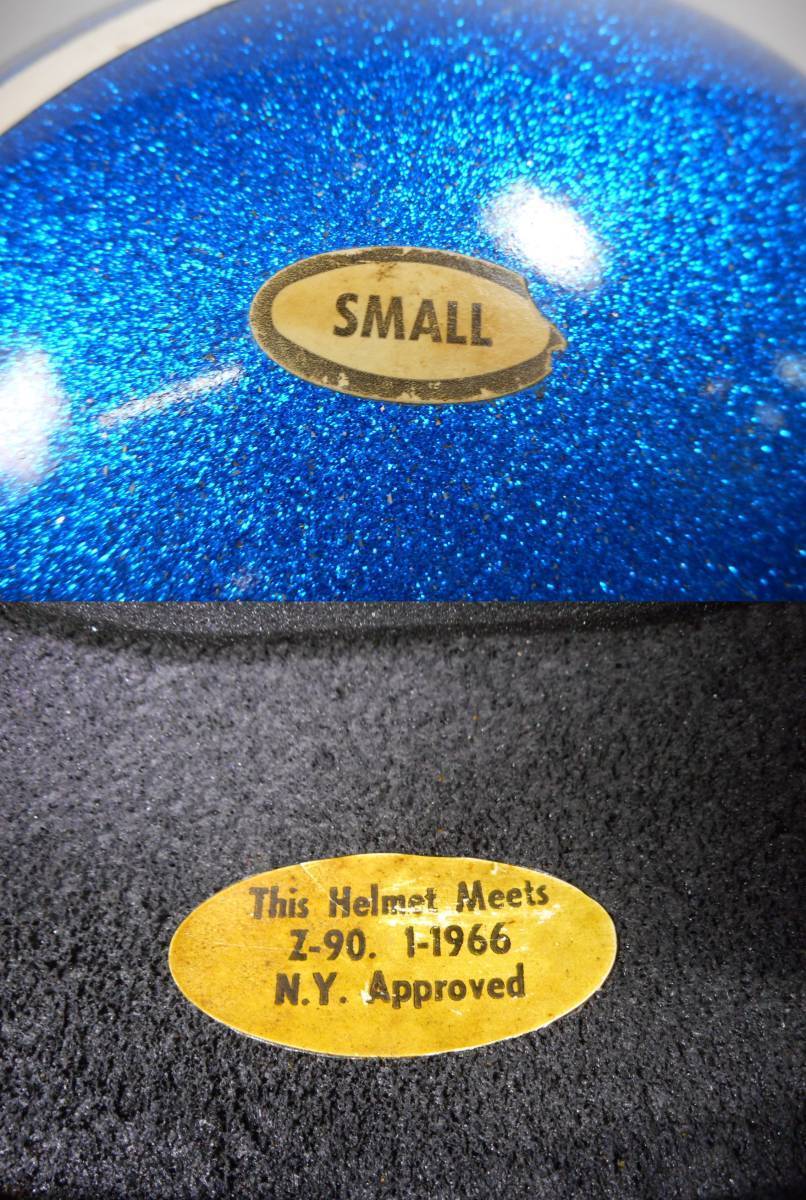 SMALL
This Helmet Meets
Z-90. 1-1966
N.Y. Approved